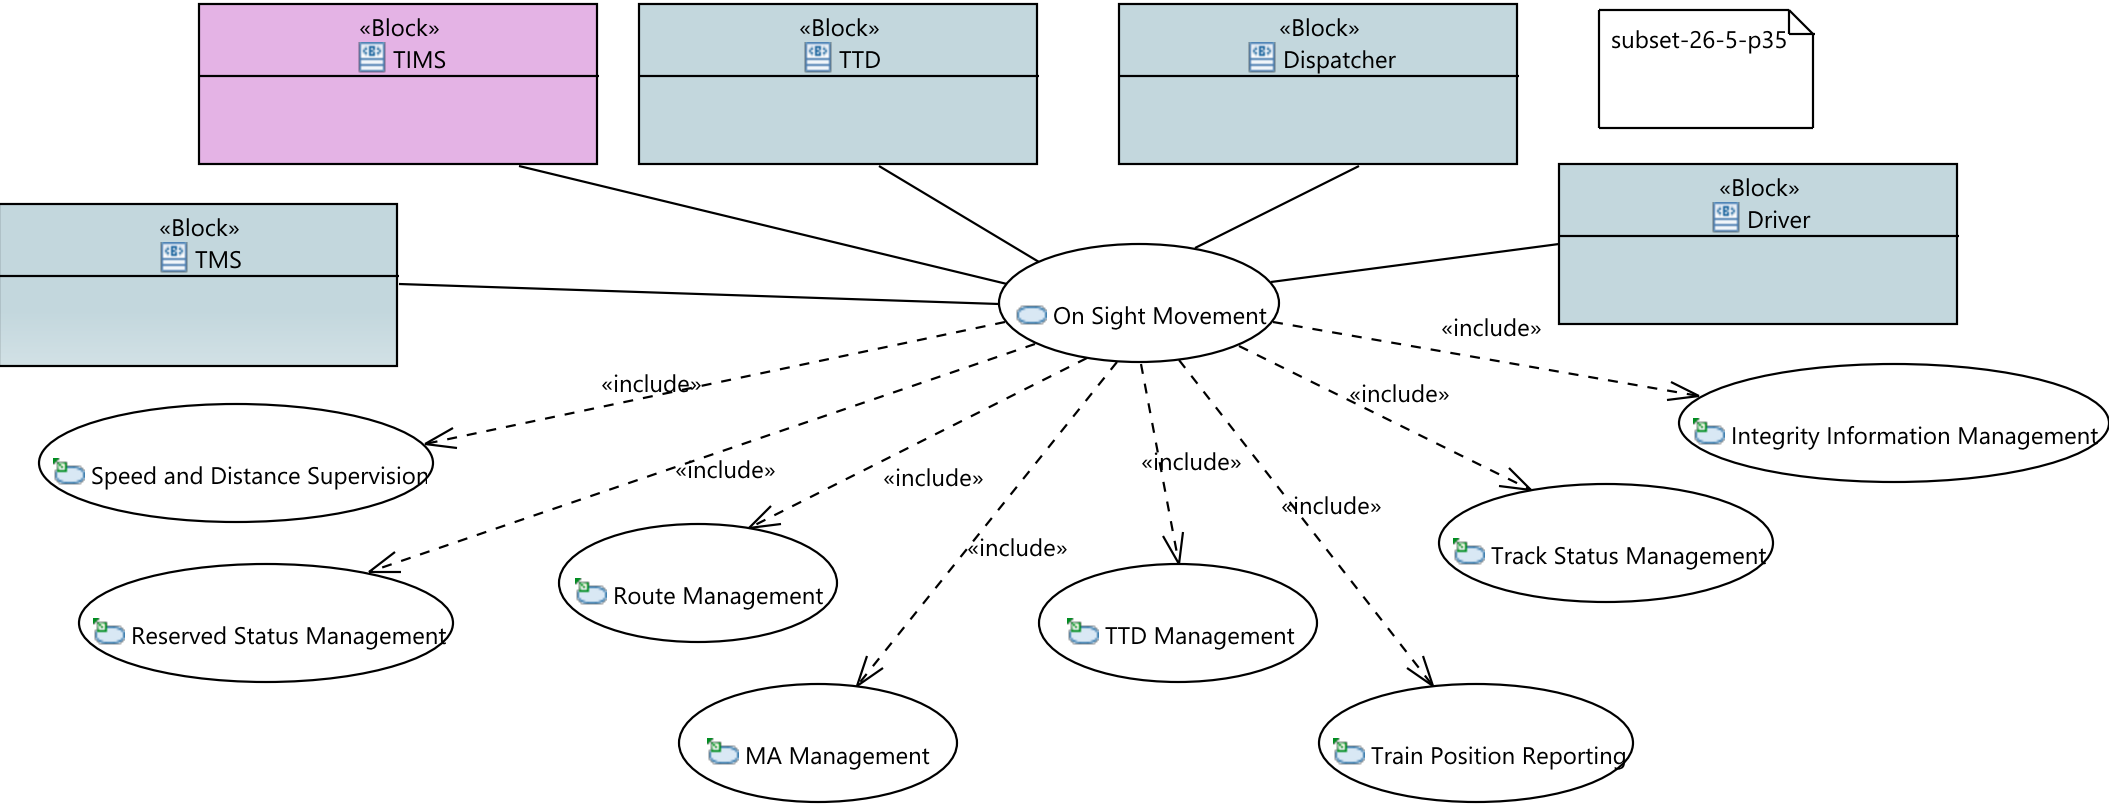 «Block»
TIMS
«Block»
TTD
«Block»
Dispatcher
subset-26-5-p35
«Block»
TMS
«Block»
Driver
On Sight Movement
«include»
«include»
«include»
«include»
«include»
«include»
«include»
«include»
Integrity Information Management
Speed and Distance Supervision
Track Status Management
Route Management
Reserved Status Management
TTD Management
MA Management
Train Position Reporting